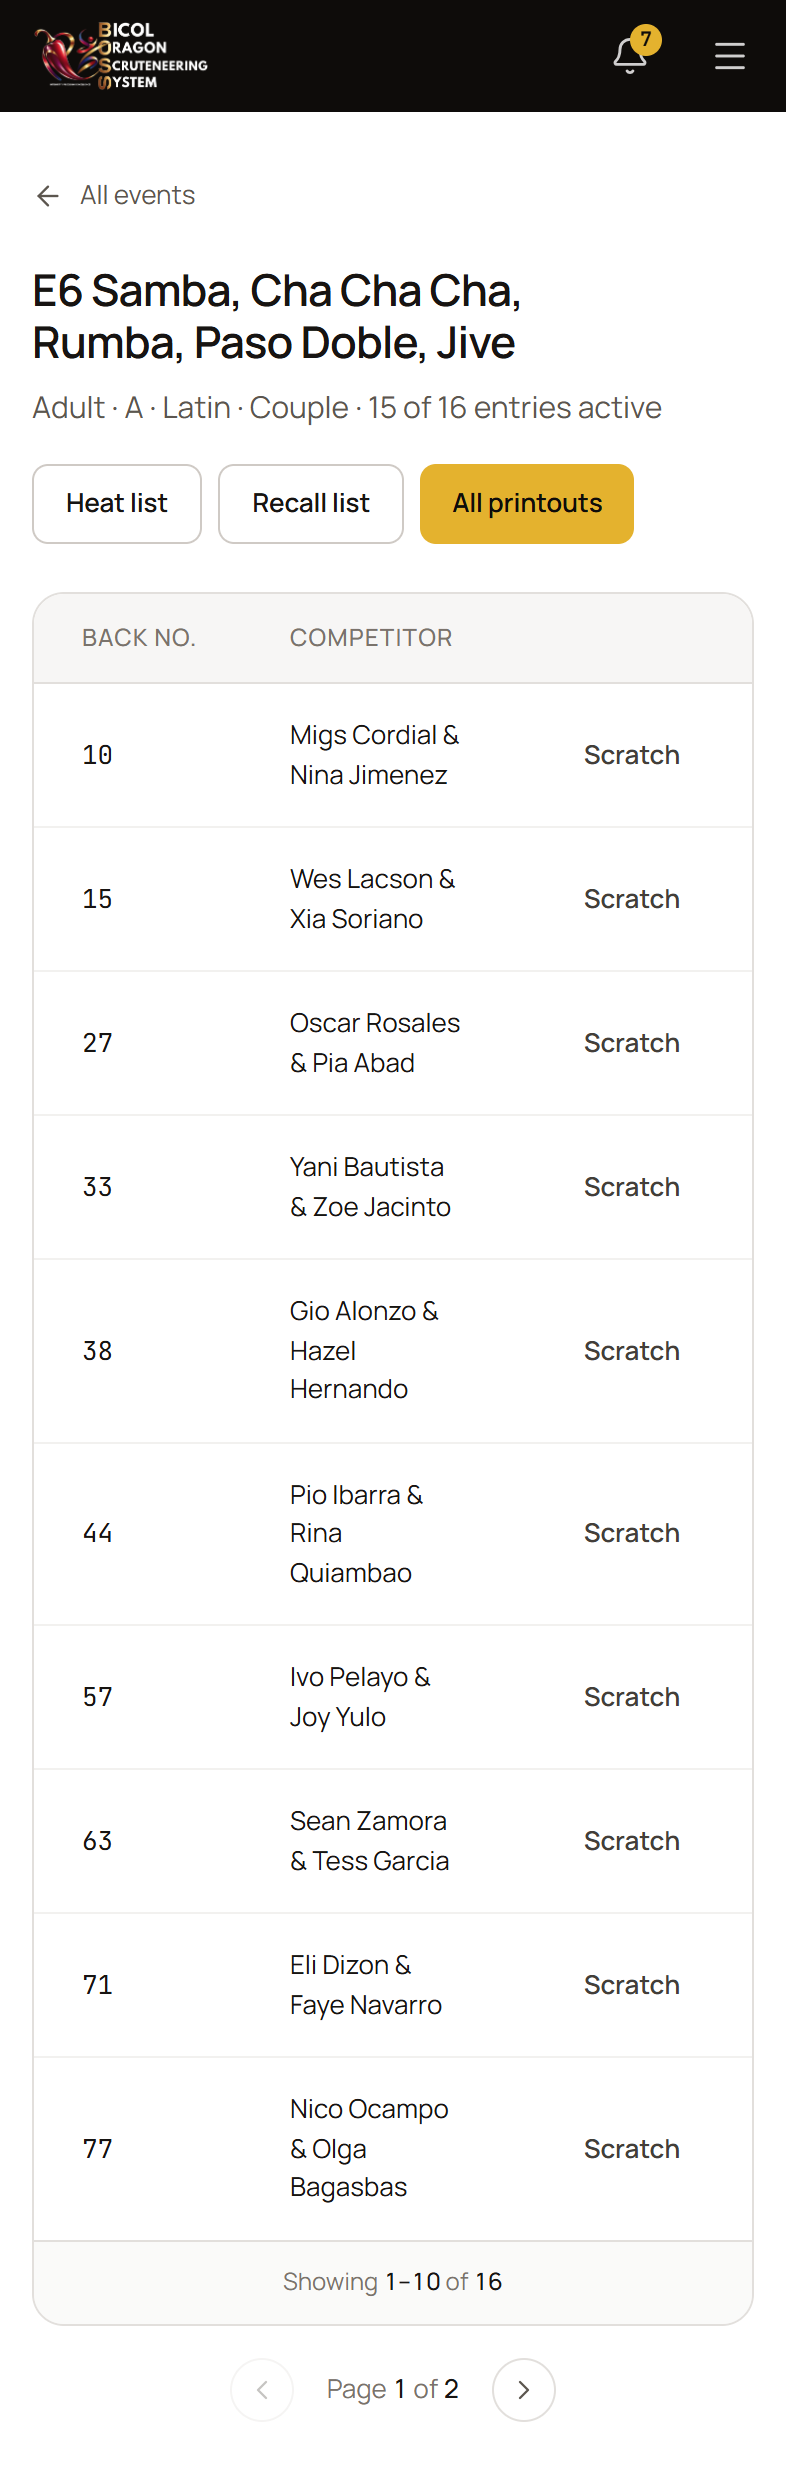 BICOL
DRAGON
SCRUTENEERING
SYSTEM
7
All events
E6 Samba, Cha Cha Cha,
Rumba, Paso Doble, Jive
Adult · A · Latin · Couple · 15 of 16 entries active
Heat list
Recall list
All printouts
BACK NO. COMPETITOR
10 Migs Cordial & Scratch
Nina Jimenez
15 Wes Lacson & Scratch
Xia Soriano
27 Oscar Rosales Scratch
& Pia Abad
33 Yani Bautista Scratch
& Zoe Jacinto
38 Gio Alonzo & Scratch
Hazel
Hernando
44 Pio Ibarra & Scratch
Rina
Quiambao
57 Ivo Pelayo & Scratch
Joy Yulo
63 Sean Zamora Scratch
& Tess Garcia
71 Eli Dizon & Scratch
Faye Navarro
77 Nico Ocampo Scratch
& Olga
Bagasbas
Showing 1–10 of 16
Page 1 of 2